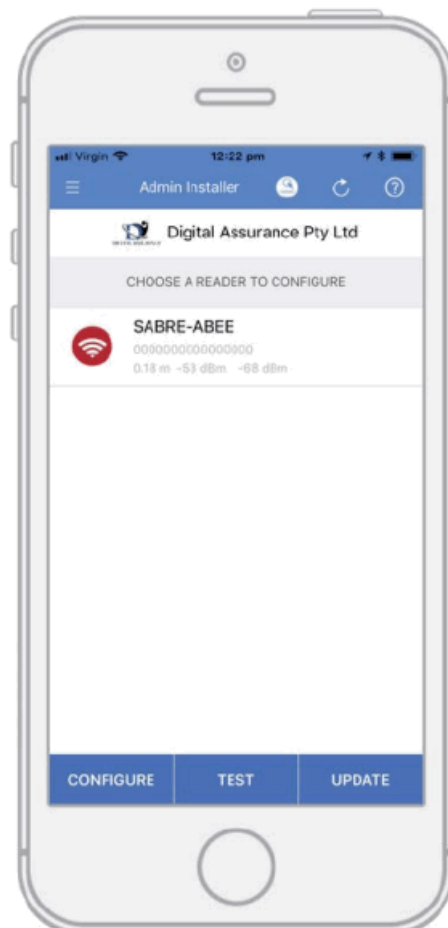 Virgin 12:22 pm
Admin Installer
Digital Assurance Pty Ltd
CHOOSE A READER TO CONFIGURE
SABRE-ABEE
0000000000000000
0.18 m -53 dBm -68 dBm
CONFIGURE TEST UPDATE